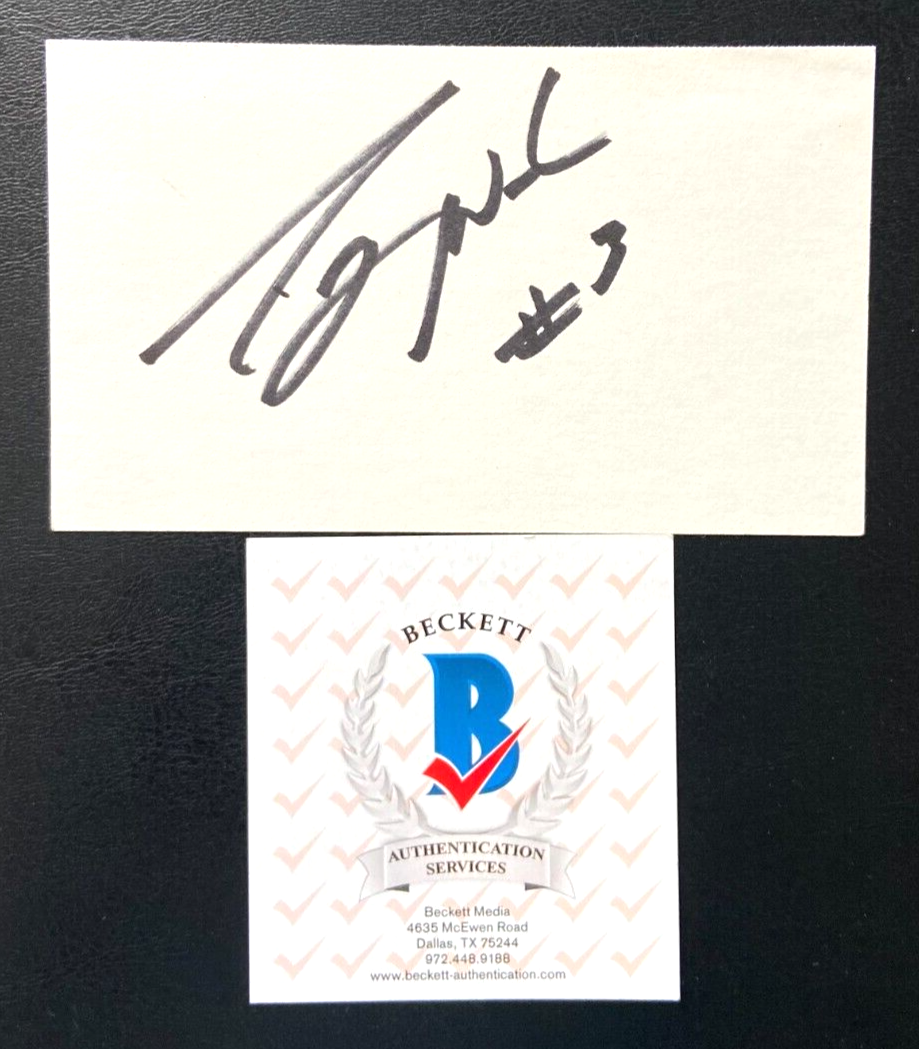 #3
BECKETT
B
AUTHENTICATION
SERVICES
Beckett Media
4635 McEwen Road
Dallas, TX 75244
972.448.9188
www.beckett-authentication.com